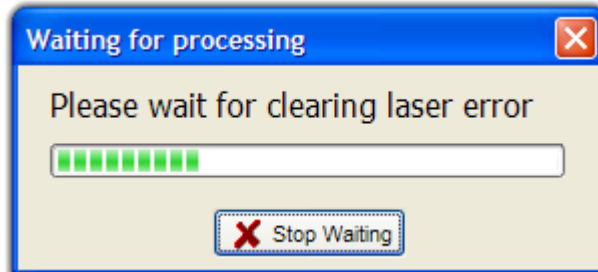 Waiting for processing
Please wait for clearing laser error
Stop Waiting